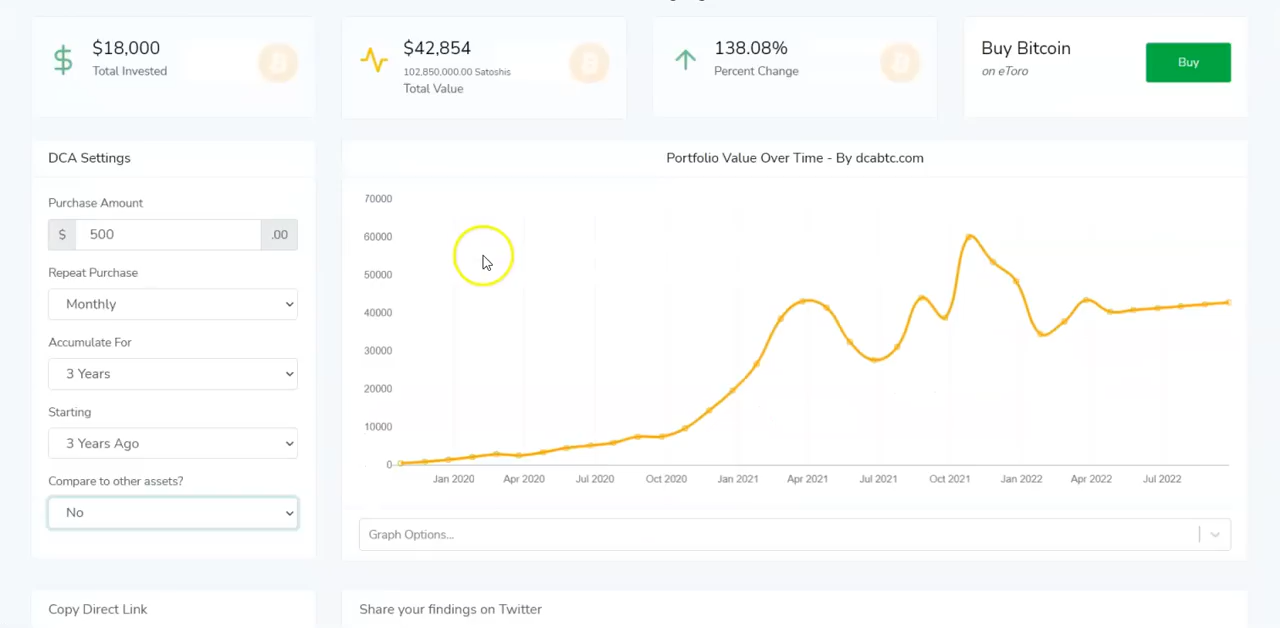 $18,000
Total Invested
$42,854
102,850,000.00 Satoshis
Total Value
138.08%
Percent Change
Buy Bitcoin
on eToro
Buy
DCA Settings
Purchase Amount
$ 500 .00
Repeat Purchase
Monthly
Accumulate For
3 Years
Starting
3 Years Ago
Compare to other assets?
No
Portfolio Value Over Time - By dcabtc.com
70000
60000
50000
40000
30000
20000
10000
0
Jan 2020 Apr 2020 Jul 2020 Oct 2020 Jan 2021 Apr 2021 Jul 2021 Oct 2021 Jan 2022 Apr 2022 Jul 2022
Graph Options...
Copy Direct Link
Share your findings on Twitter